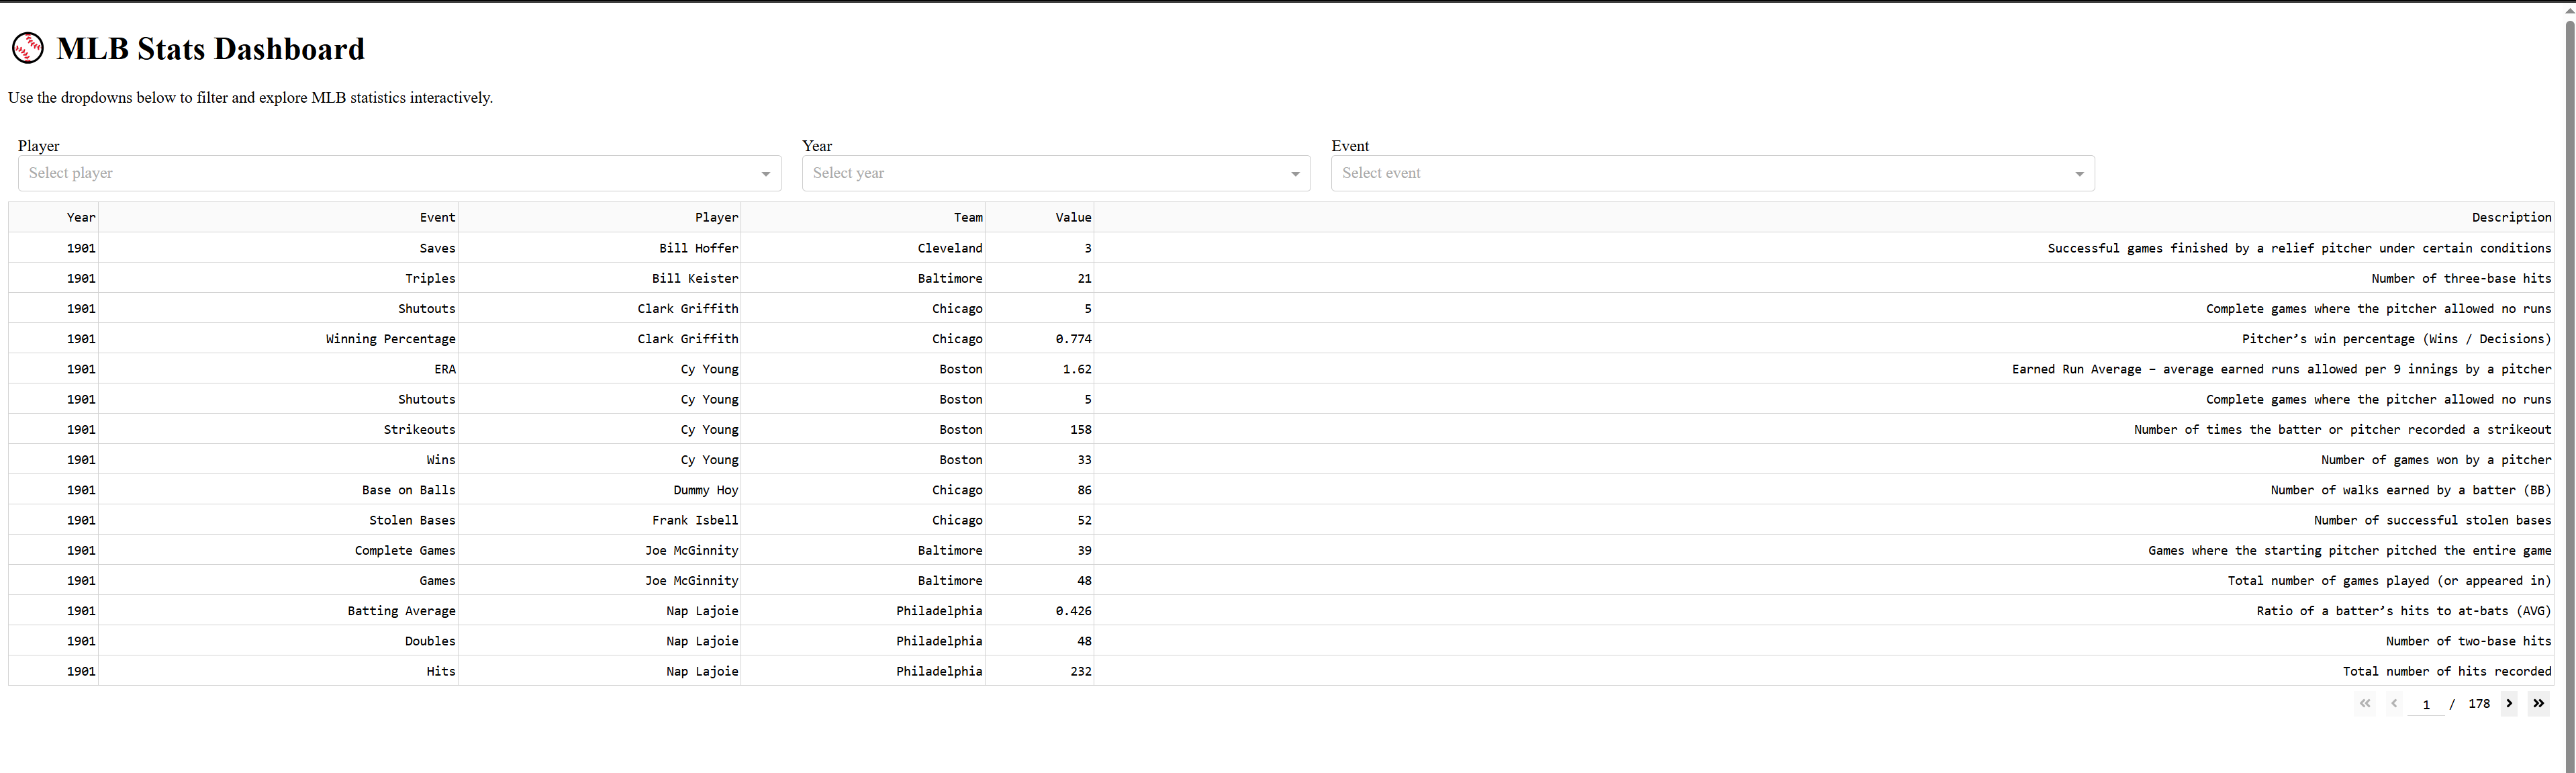 MLB Stats Dashboard
Use the dropdowns below to filter and explore MLB statistics interactively.
Player Year Event
Select player Select year Select event
Year Event Player Team Value Description
1901 Saves Bill Hoffer Cleveland 3 Successful games finished by a relief pitcher under certain conditions
1901 Triples Bill Keister Baltimore 21 Number of three-base hits
1901 Shutouts Clark Griffith Chicago 5 Complete games where the pitcher allowed no runs
1901 Winning Percentage Clark Griffith Chicago 0.774 Pitcher’s win percentage (Wins / Decisions)
1901 ERA Cy Young Boston 1.62 Earned Run Average – average earned runs allowed per 9 innings by a pitcher
1901 Shutouts Cy Young Boston 5 Complete games where the pitcher allowed no runs
1901 Strikeouts Cy Young Boston 158 Number of times the batter or pitcher recorded a strikeout
1901 Wins Cy Young Boston 33 Number of games won by a pitcher
1901 Base on Balls Dummy Hoy Chicago 86 Number of walks earned by a batter (BB)
1901 Stolen Bases Frank Isbell Chicago 52 Number of successful stolen bases
1901 Complete Games Joe McGinnity Baltimore 39 Games where the starting pitcher pitched the entire game
1901 Games Joe McGinnity Baltimore 48 Total number of games played (or appeared in)
1901 Batting Average Nap Lajoie Philadelphia 0.426 Ratio of a batter’s hits to at-bats (AVG)
1901 Doubles Nap Lajoie Philadelphia 48 Number of two-base hits
1901 Hits Nap Lajoie Philadelphia 232 Total number of hits recorded
1 / 178